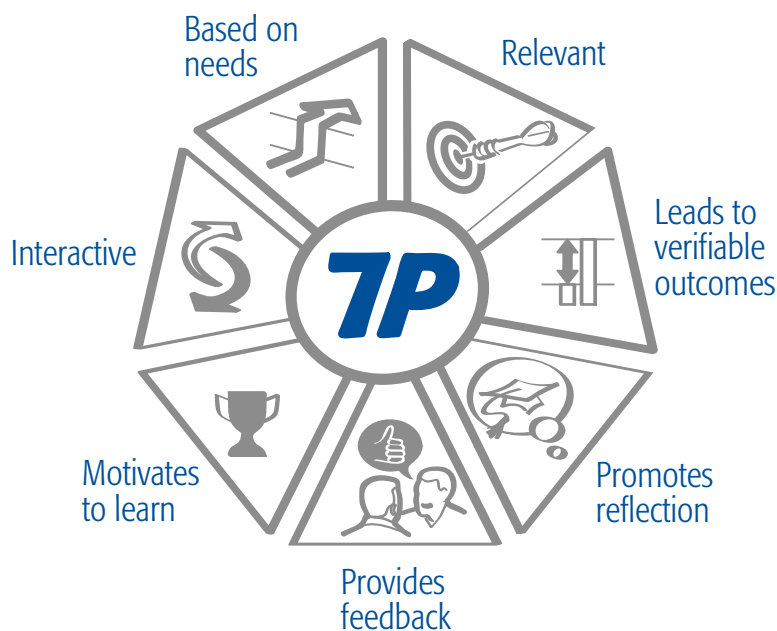 Based on
needs
Relevant
Interactive
7P
Leads to
verifiable
outcomes
Motivates
to learn
Promotes
reflection
Provides
feedback